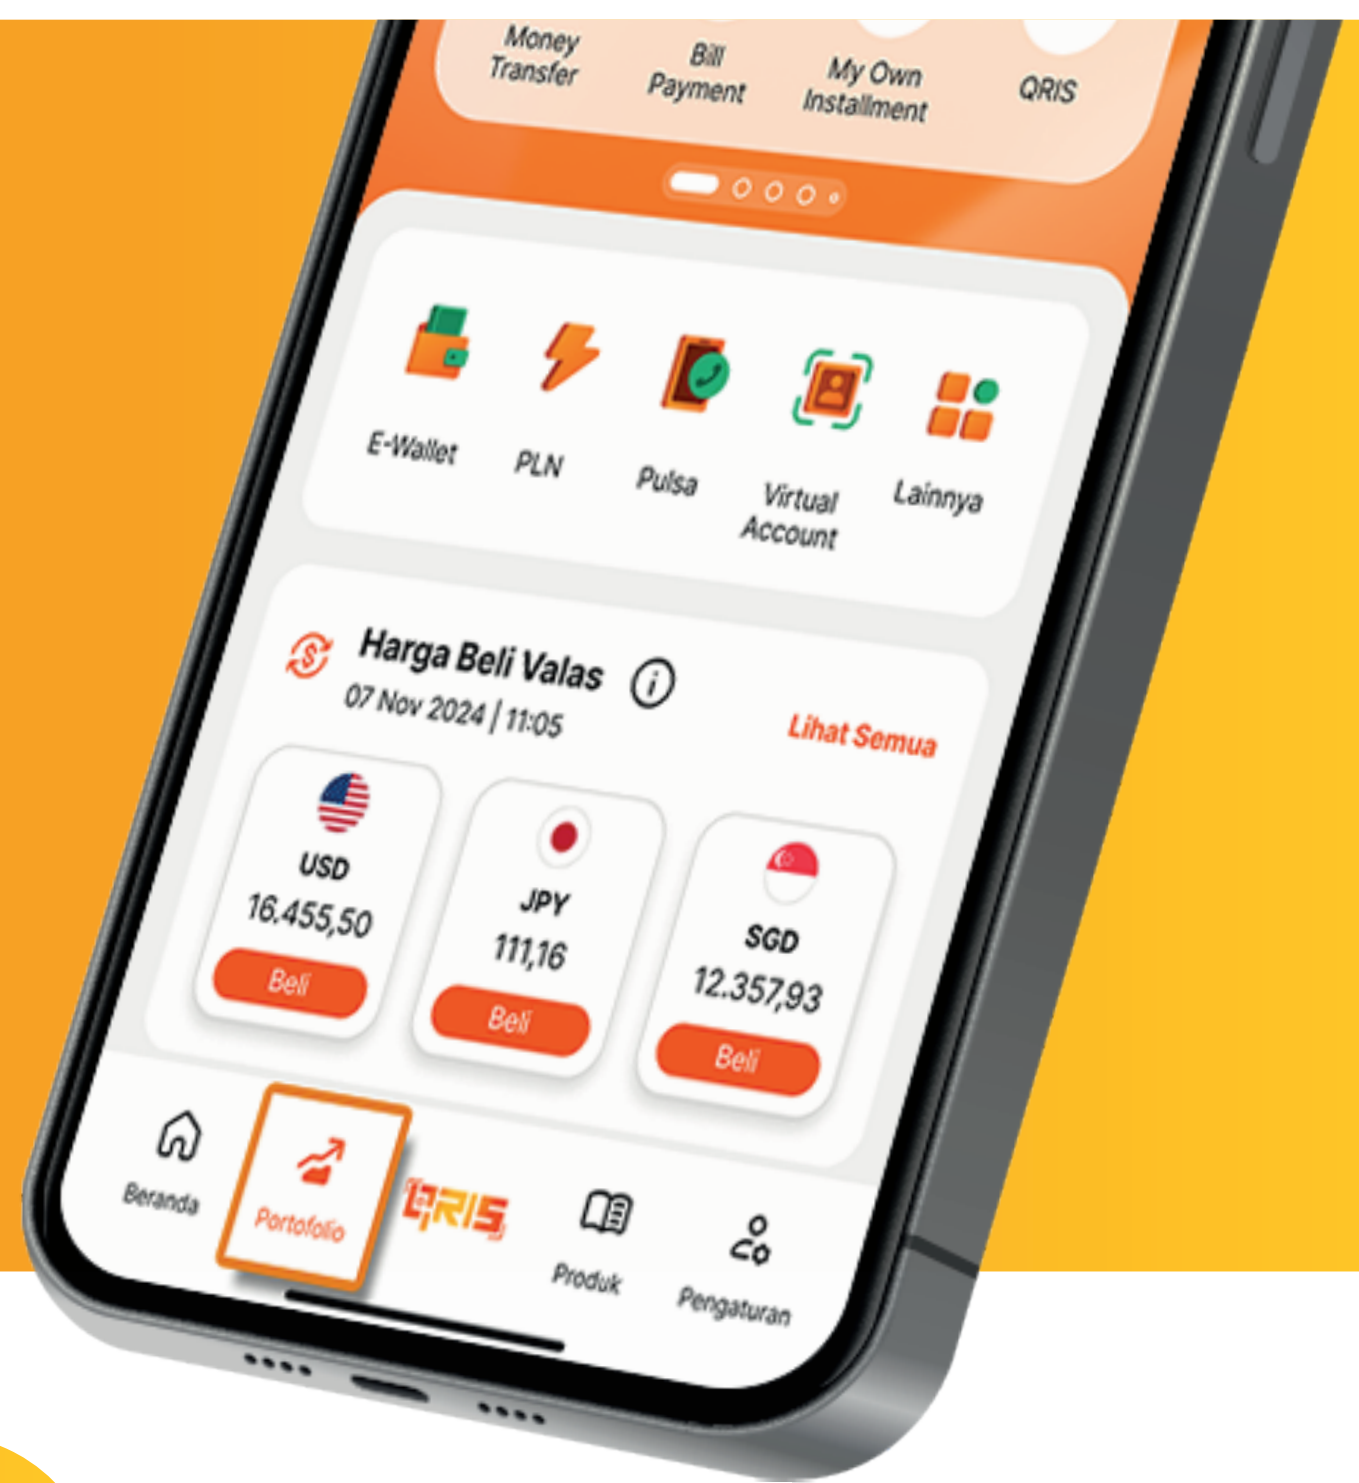 Money
Transfer
Bill
Payment
My Own
Installment
QRIS
E-Wallet
PLN
Pulsa
Virtual
Account
Lainnya
Harga Beli Valas
07 Nov 2024 | 11:05
Lihat Semua
USD
16.455,50
Beli
JPY
111,16
Beli
SGD
12.357,93
Beli
Beranda
Portofolio
QRIS
Produk
Pengaturan